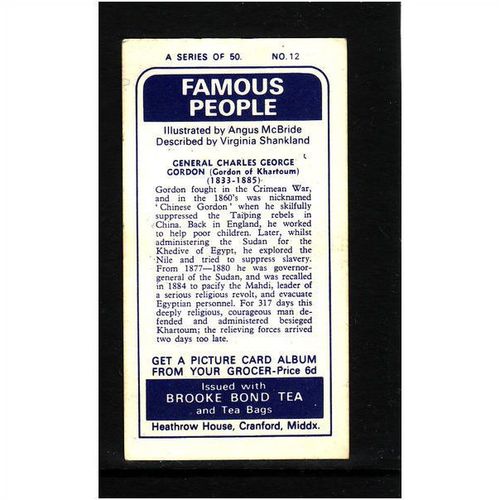 A SERIES OF 50. NO. 12
FAMOUS
PEOPLE
Illustrated by Angus McBride
Described by Virginia Shankland
GENERAL CHARLES GEORGE
GORDON (Gordon of Khartoum)
(1833-1885)
Gordon fought in the Crimean War,
and in the 1860's was nicknamed
'Chinese Gordon' when he skilfully
suppressed the Taiping rebels in
China. Back in England, he worked
to help poor children. Later, whilst
administering the Sudan for the
Khedive of Egypt, he explored the
Nile and tried to suppress slavery.
From 1877—1880 he was governor-
general of the Sudan, and was recalled
in 1884 to pacify the Mahdi, leader of
a serious religious revolt, and evacuate
Egyptian personnel. For 317 days this
deeply religious, courageous man de-
fended and administered besieged
Khartoum; the relieving forces arrived
two days too late.
GET A PICTURE CARD ALBUM
FROM YOUR GROCER-Price 6d
Issued with
BROOKE BOND TEA
and Tea Bags
Heathrow House, Cranford, Middx.